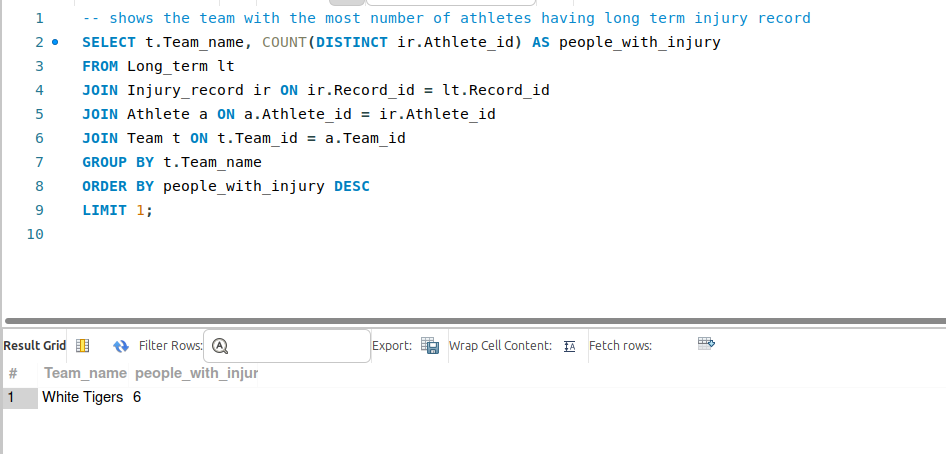 1 -- shows the team with the most number of athletes having long term injury record
2 SELECT t.Team_name, COUNT(DISTINCT ir.Athlete_id) AS people_with_injury
3 FROM Long_term lt
4 JOIN Injury_record ir ON ir.Record_id = lt.Record_id
5 JOIN Athlete a ON a.Athlete_id = ir.Athlete_id
6 JOIN Team t ON t.Team_id = a.Team_id
7 GROUP BY t.Team_name
8 ORDER BY people_with_injury DESC
9 LIMIT 1;
10
Result Grid Filter Rows: A Export: Wrap Cell Content: IA Fetch rows:
# Team_name people_with_injur
1 White Tigers 6